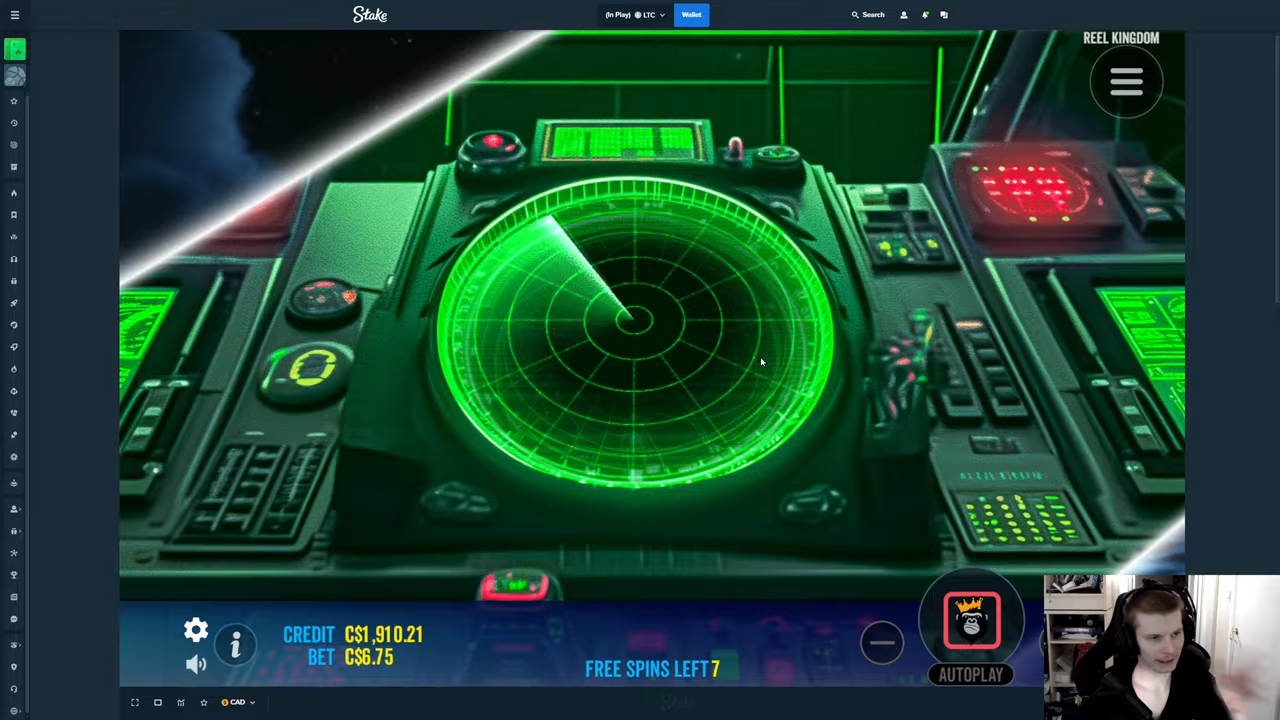 Stake
(In Play) LTC
Wallet
Search
REEL KINGDOM
CREDIT C$1,910.21
BET C$6.75
FREE SPINS LEFT 7
AUTOPLAY
CAD